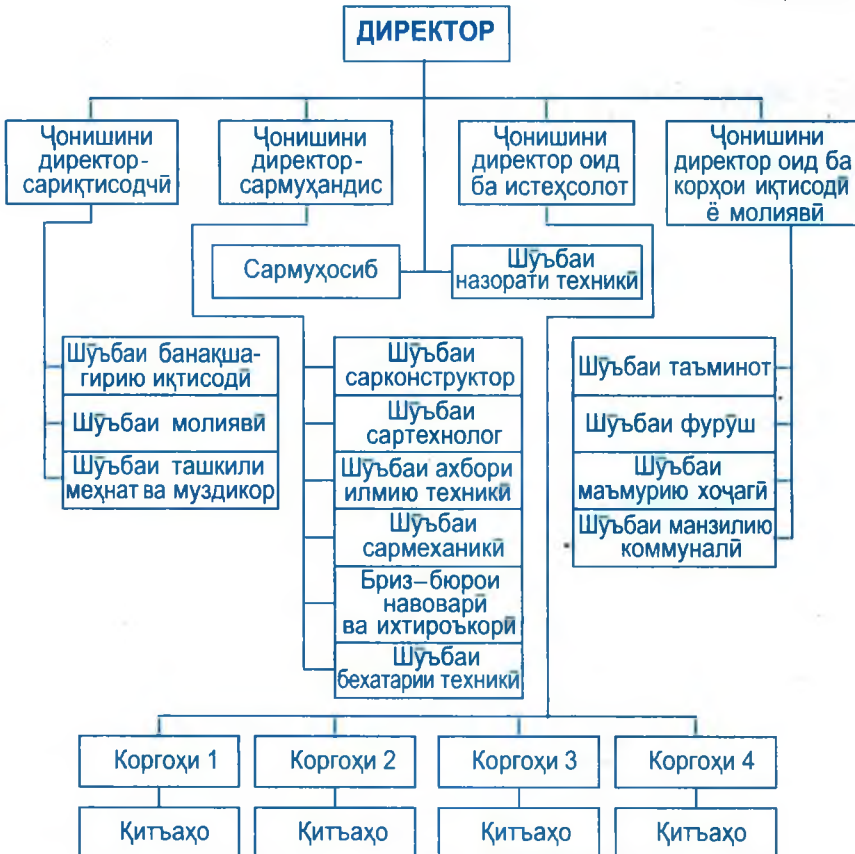 ДИРЕКТОР
Ҷонишини
директор-
сариқтисодчӣ
Ҷонишини
директор-
сармуҳандис
Ҷонишини
директор оид
ба истеҳсолот
Ҷонишини
директор оид ба
корҳои иқтисодӣ
ё молиявӣ
Сармуҳосиб
Шӯъбаи
назорати техникӣ
Шӯъбаи банақша-
гирию иқтисодӣ
Шӯъбаи молиявӣ
Шӯъбаи ташкили
меҳнат ва муздикор
Шӯъбаи
сарконструктор
Шӯъбаи
сартехнолог
Шӯъбаи ахбори
илмию техникӣ
Шӯъбаи
сармеханикӣ
Бриз–бюрои
навоварӣ
ва ихтироъкорӣ
Шӯъбаи
бехатарии техникӣ
Шӯъбаи таъминот
Шӯъбаи фурӯш
Шӯъбаи
маъмурию хоҷагӣ
Шӯъбаи манзилию
коммуналӣ
Коргоҳи 1
Коргоҳи 2
Коргоҳи 3
Коргоҳи 4
Қитъаҳо
Қитъаҳо
Қитъаҳо
Қитъаҳо